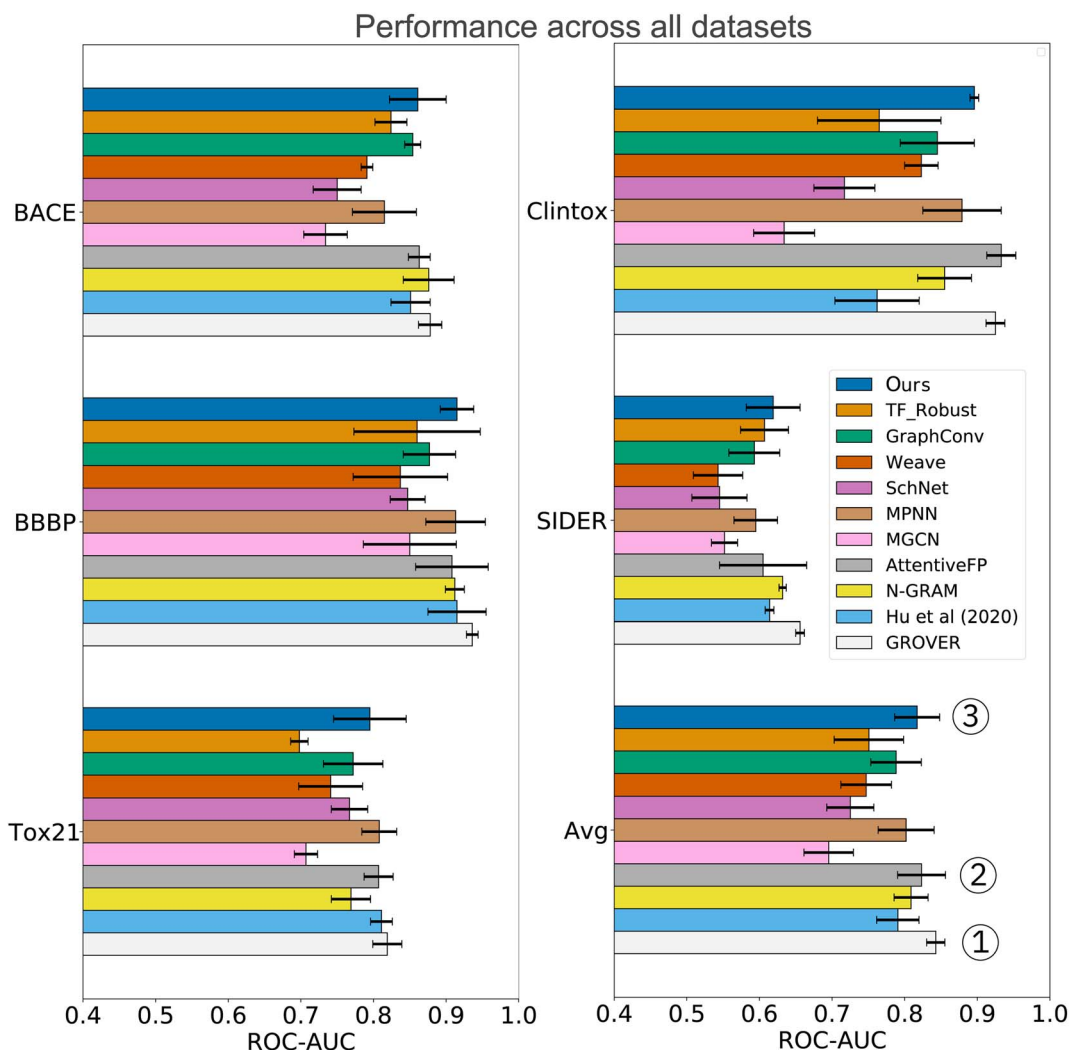 Performance across all datasets
BACE
BBBP
Tox21
0.4 0.5 0.6 0.7 0.8 0.9 1.0
ROC-AUC
Clintox
SIDER
Avg
Ours
TF_Robust
GraphConv
Weave
SchNet
MPNN
MGCN
AttentiveFP
N-GRAM
Hu et al (2020)
GROVER
3
2
1
0.4 0.5 0.6 0.7 0.8 0.9 1.0
ROC-AUC